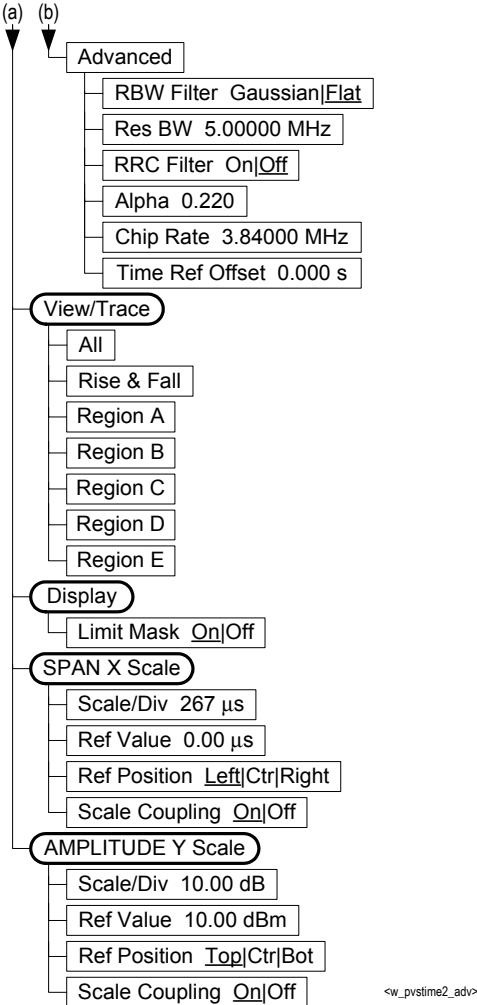 (a) (b)
Advanced
RBW Filter Gaussian|Flat
Res BW 5.00000 MHz
RRC Filter On|Off
Alpha 0.220
Chip Rate 3.84000 MHz
Time Ref Offset 0.000 s
View/Trace
All
Rise & Fall
Region A
Region B
Region C
Region D
Region E
Display
Limit Mask On|Off
SPAN X Scale
Scale/Div 267 μs
Ref Value 0.00 μs
Ref Position Left|Ctr|Right
Scale Coupling On|Off
AMPLITUDE Y Scale
Scale/Div 10.00 dB
Ref Value 10.00 dBm
Ref Position Top|Ctr|Bot
Scale Coupling On|Off
<w_pvstime2_adv>